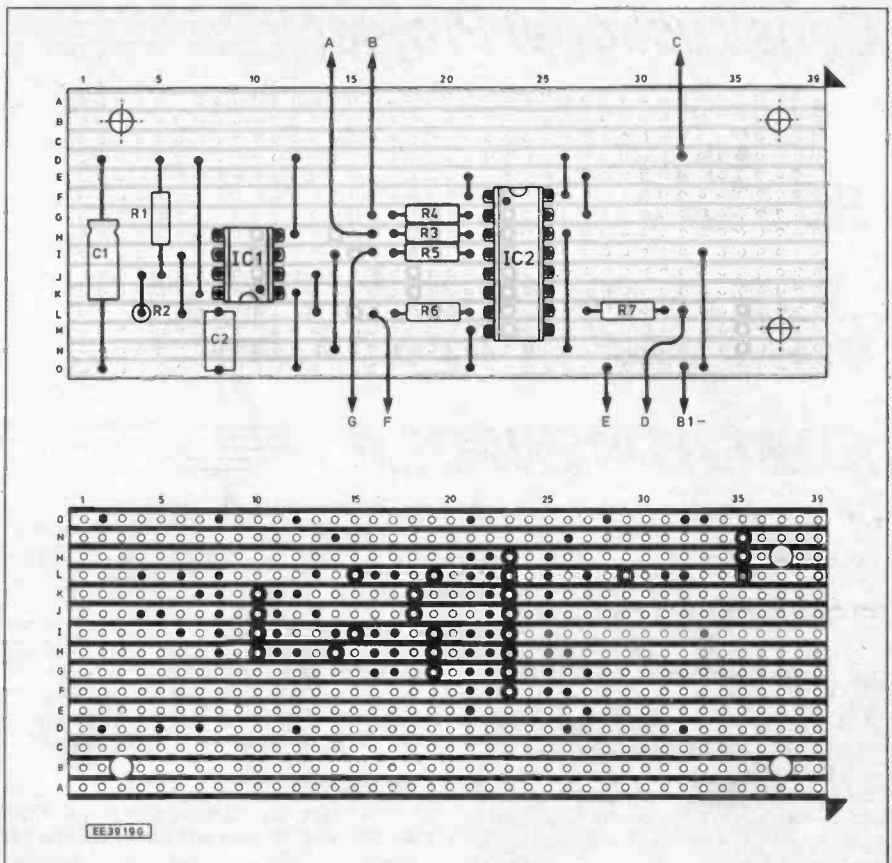 A B C
1 5 10 15 20 25 30 35 39
A
B
C
D
E
F
G
H
I
J
K
L
M
N
O
R1
C1
IC1
R2
C2
R4
R3
R5
R6
IC2
R7
G F E D B1–
1 5 10 15 20 25 30 35 39
O
N
M
L
K
J
I
H
G
F
E
D
C
B
A
EE3919G